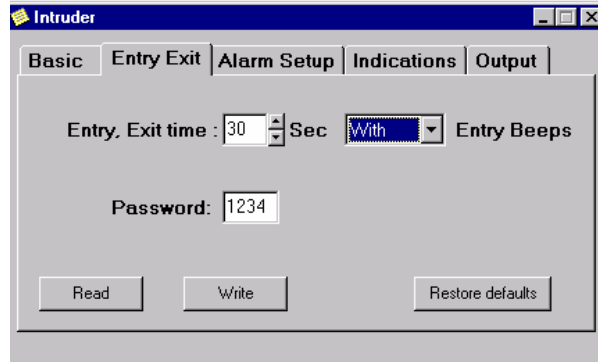 Intruder
Basic Entry Exit Alarm Setup Indications Output
Entry, Exit time : 30 Sec With Entry Beeps
Password: 1234
Read Write Restore defaults